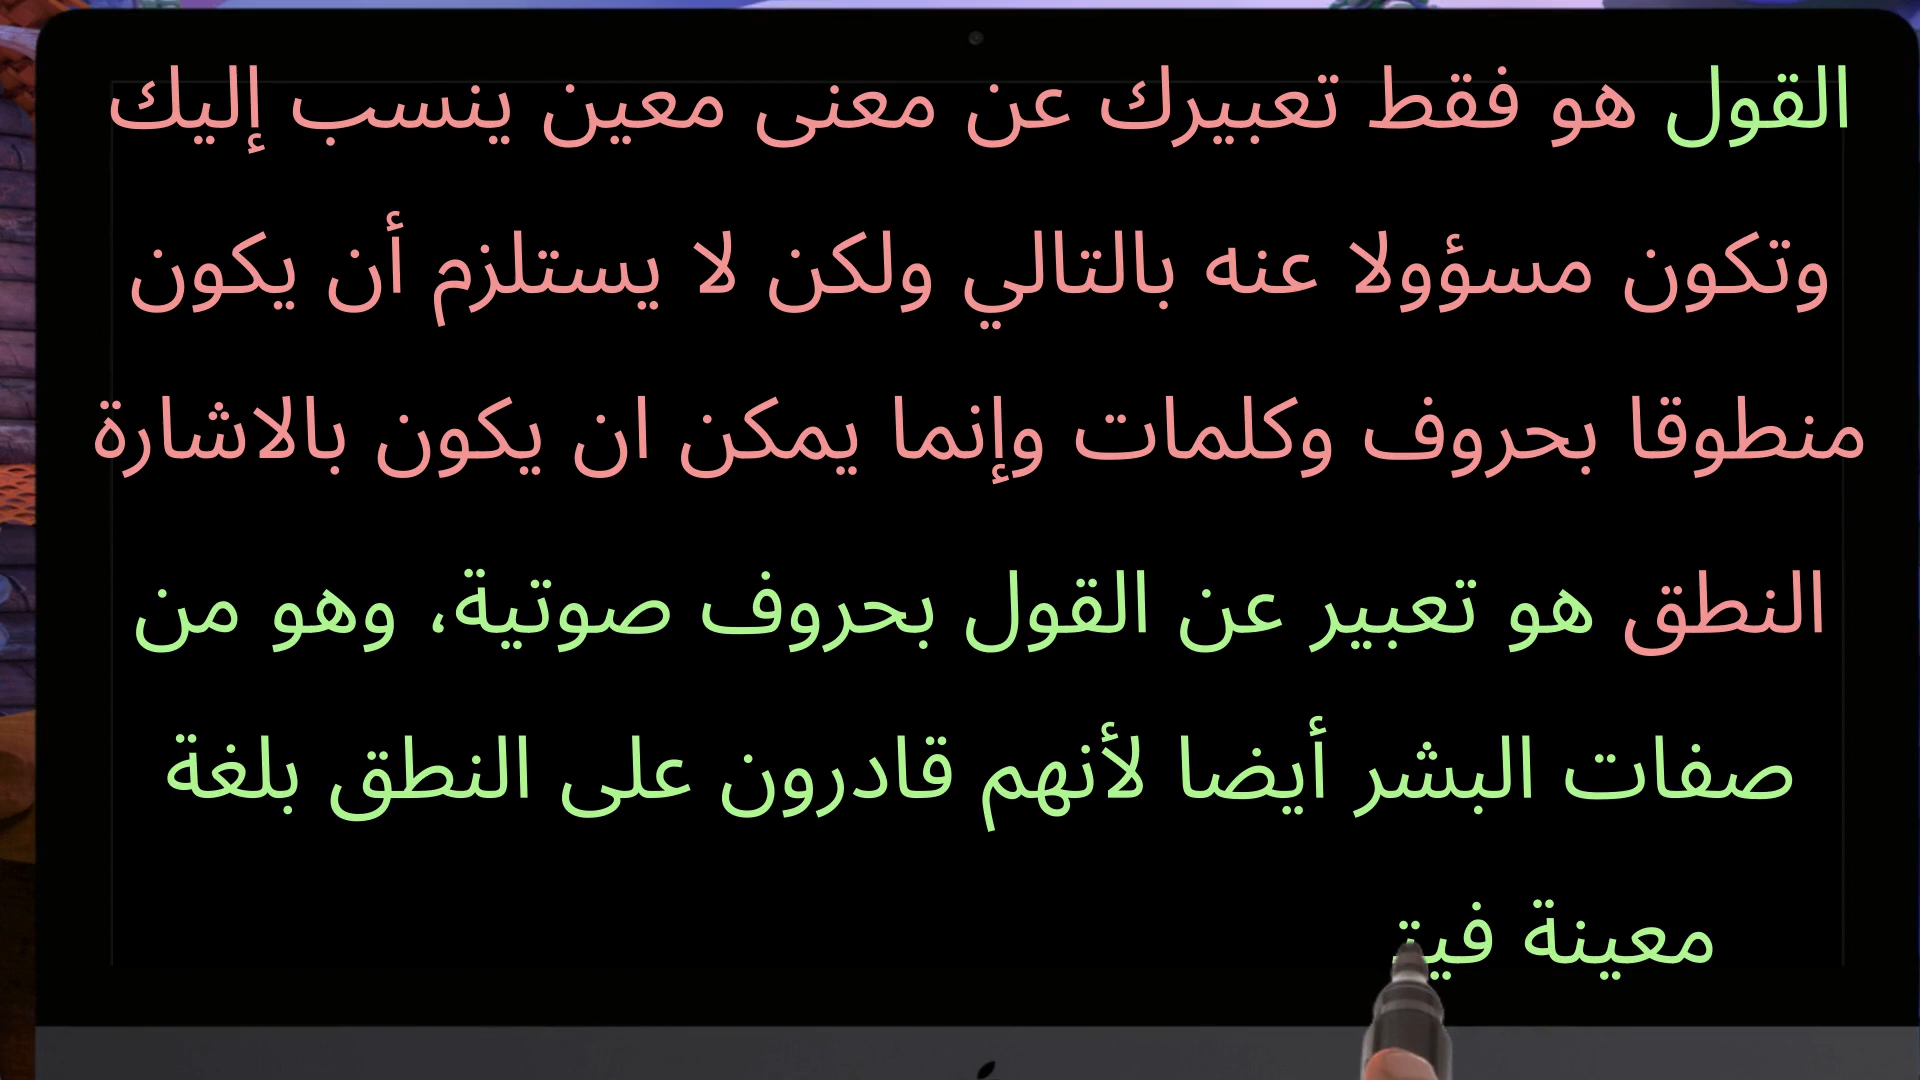 القول هو فقط تعبيرك عن معنى معين ينسب إليك
وتكون مسؤولا عنه بالتالي ولكن لا يستلزم أن يكون
منطوقا بحروف وكلمات وإنما يمكن ان يكون بالاشارة
النطق هو تعبير عن القول بحروف صوتية، وهو من
صفات البشر أيضا لأنهم قادرون على النطق بلغة
معينة